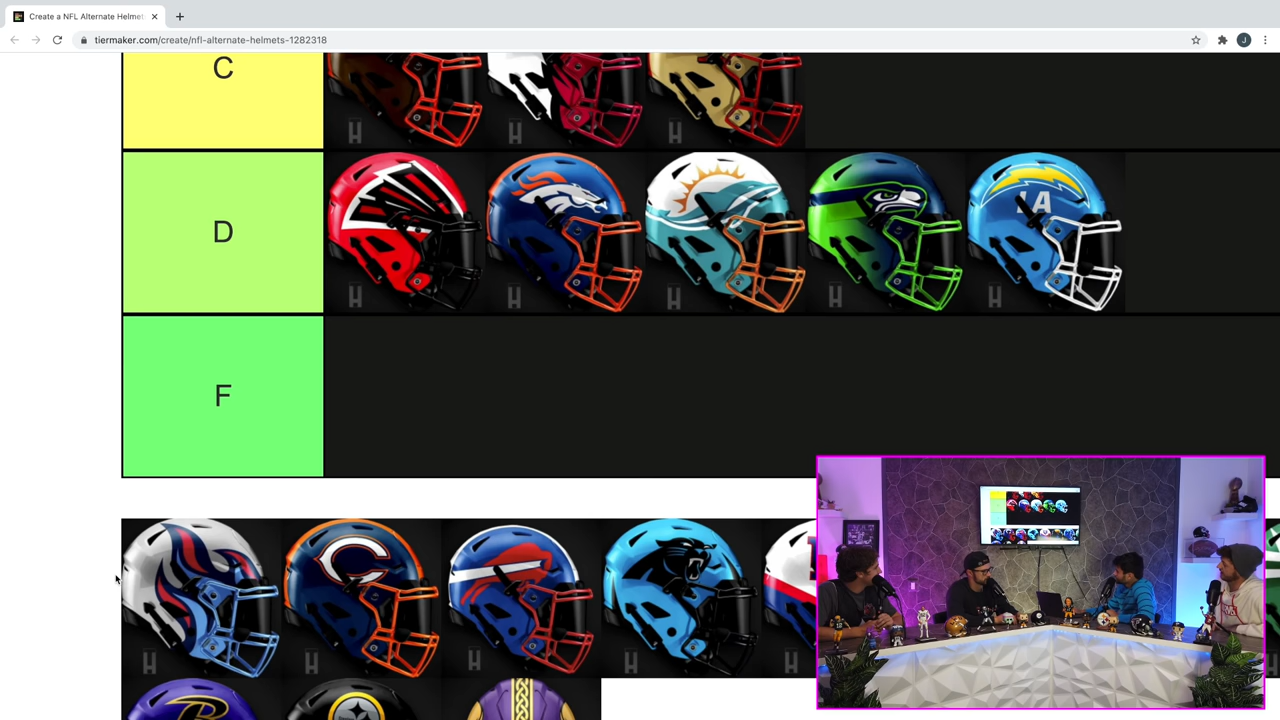 Create a NFL Alternate Helmet
tiermaker.com/create/nfl-alternate-helmets-1282318
J
C
D
LA
F
C
B